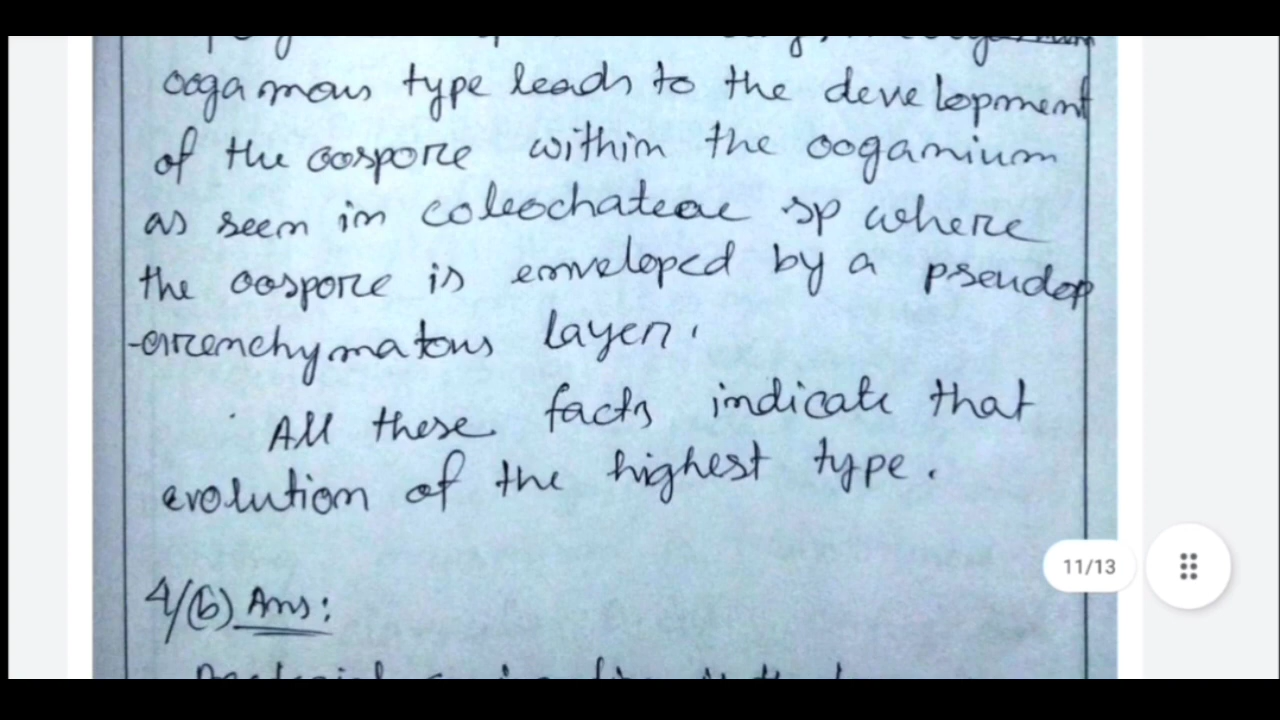 oogamous type leads to the development
of the oospore within the oogamium
as seen in coleochateae sp where
the oospore is enveloped by a pseudop
-arrenchymatous layer.
All these facts indicate that
evolution of the highest type.
11/13
4/(b) Ans: